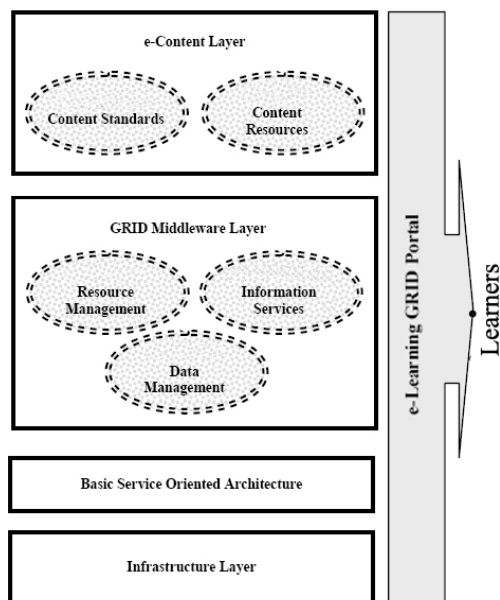 e-Content Layer
Content Standards
Content
Resources
GRID Middleware Layer
Resource
Management
Information
Services
Data
Management
Basic Service Oriented Architecture
Infrastructure Layer
e-Learning GRID Portal
Learners